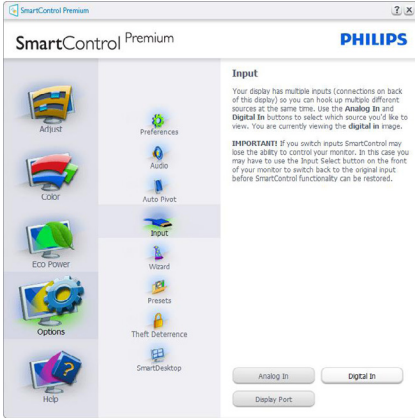 SmartControl Premium
? X
SmartControl Premium
PHILIPS
Adjust
Color
Eco Power
Options
Help
Preferences
Audio
Auto Pivot
Input
Wizard
Presets
Theft Deterrence
SmartDesktop
Input
Your display has multiple inputs (connections on back
of this display) so you can hook up multiple different
sources at the same time. Use the Analog In and
Digital In buttons to select which source you'd like to
view. You are currently viewing the digital in image.
IMPORTANT! If you switch inputs SmartControl may
lose the ability to control your monitor. In this case you
may have to use the Input Select button on the front
of your monitor to switch back to the original input
before SmartControl functionality can be restored.
Analog In
Digital In
Display Port